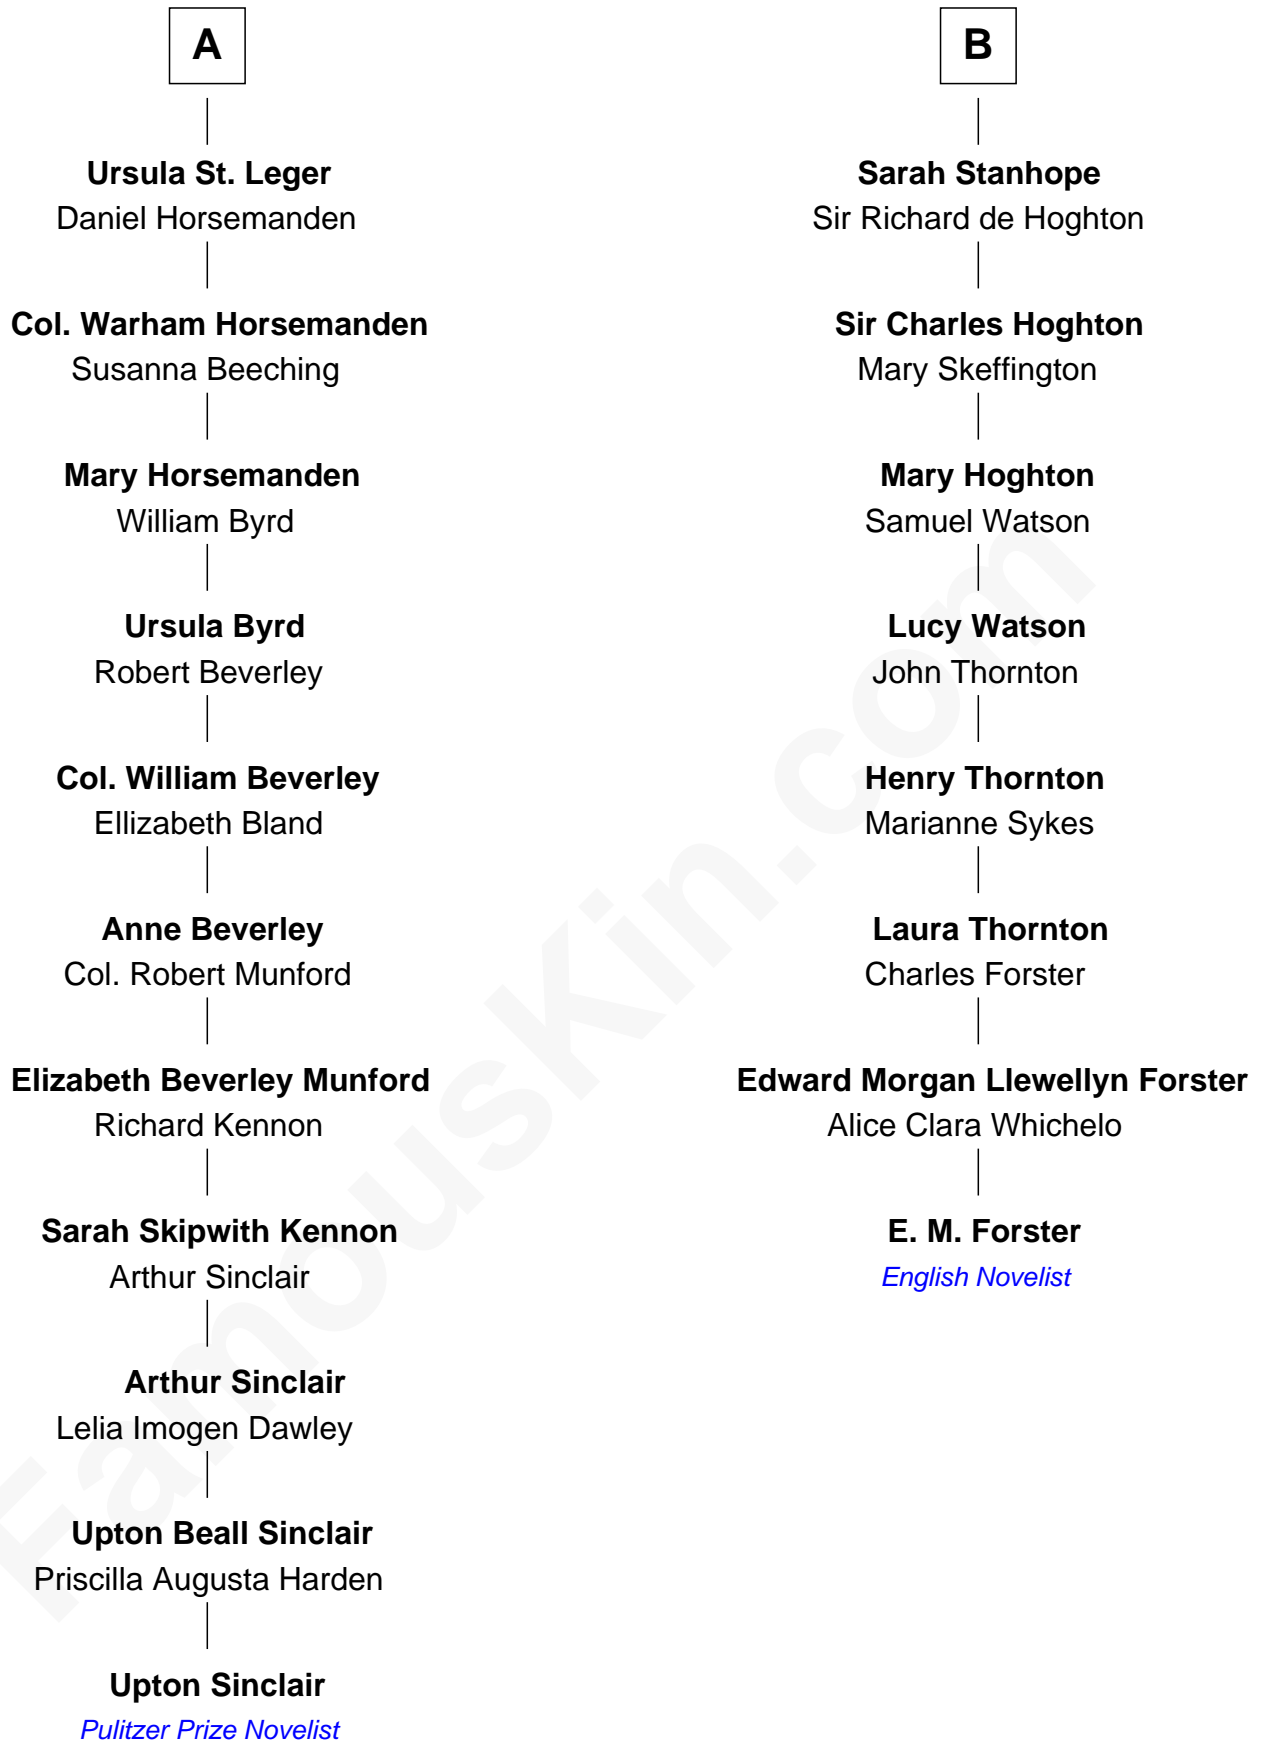 A
Ursula St. Leger
Daniel Horsemanden
Col. Warham Horsemanden
Susanna Beeching
Mary Horsemanden
William Byrd
Ursula Byrd
Robert Beverley
Col. William Beverley
Ellizabeth Bland
Anne Beverley
Col. Robert Munford
Elizabeth Beverley Munford
Richard Kennon
Sarah Skipwith Kennon
Arthur Sinclair
Arthur Sinclair
Lelia Imogen Dawley
Upton Beall Sinclair
Priscilla Augusta Harden
Upton Sinclair
Pulitzer Prize Novelist
B
Sarah Stanhope
Sir Richard de Hoghton
Sir Charles Hoghton
Mary Skeffington
Mary Hoghton
Samuel Watson
Lucy Watson
John Thornton
Henry Thornton
Marianne Sykes
Laura Thornton
Charles Forster
Edward Morgan Llewellyn Forster
Alice Clara Whichelo
E. M. Forster
English Novelist
FamousKin.com